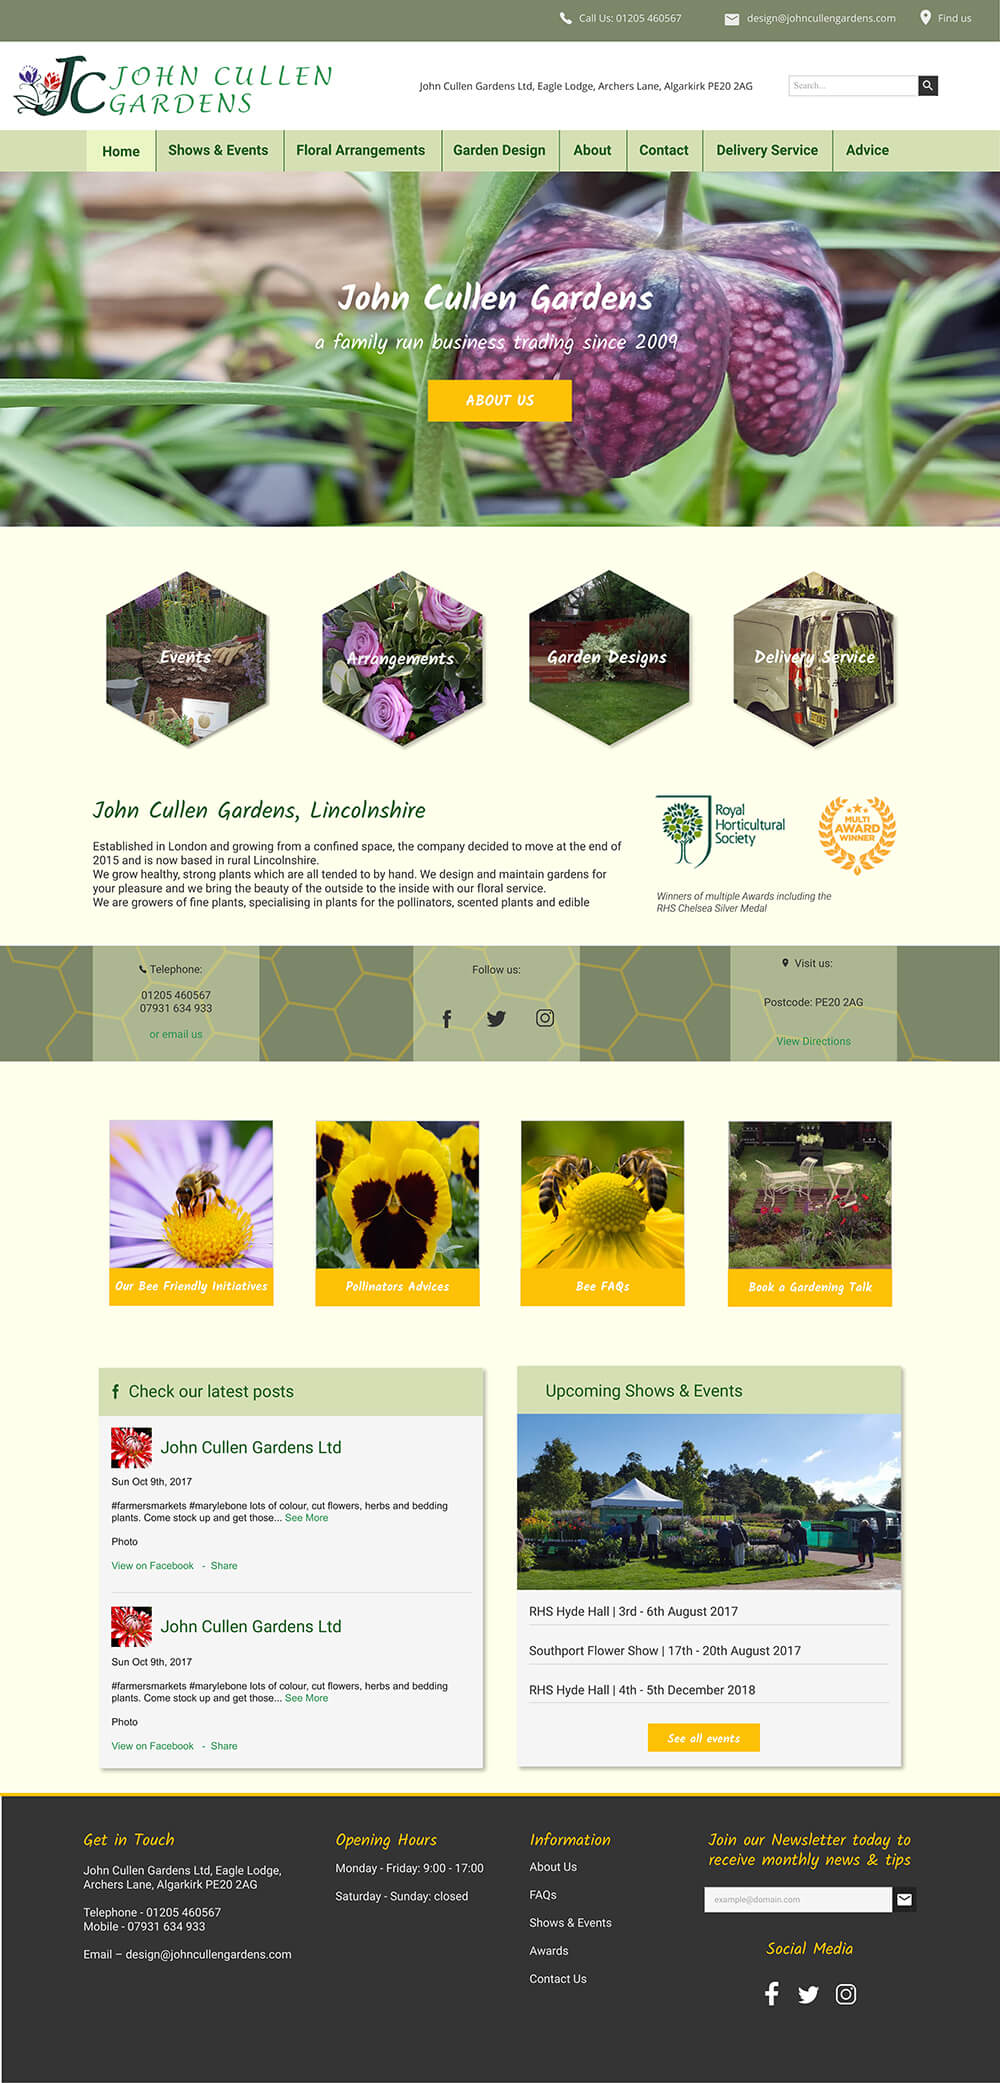 Call Us: 01205 460567
design@johncullengardens.com
Find us
JC JOHN CULLEN
GARDENS
John Cullen Gardens Ltd, Eagle Lodge, Archers Lane, Algarkirk PE20 2AG
Search...
Home
Shows & Events
Floral Arrangements
Garden Design
About
Contact
Delivery Service
Advice
John Cullen Gardens
a family run business trading since 2009
ABOUT US
Events
Arrangements
Garden Designs
Delivery Service
John Cullen Gardens, Lincolnshire
Established in London and growing from a confined space, the company decided to move at the end of
2015 and is now based in rural Lincolnshire.
We grow healthy, strong plants which are all tended to by hand. We design and maintain gardens for
your pleasure and we bring the beauty of the outside to the inside with our floral service.
We are growers of fine plants, specialising in plants for the pollinators, scented plants and edible
Royal
Horticultural
Society
MULTI
AWARD
WINNER
Winners of multiple Awards including the
RHS Chelsea Silver Medal
Telephone:
01205 460567
07931 634 933
or email us
Follow us:
Visit us:
Postcode: PE20 2AG
View Directions
Our Bee Friendly Initiatives
Pollinators Advices
Bee FAQs
Book a Gardening Talk
Check our latest posts
John Cullen Gardens Ltd
Sun Oct 9th, 2017
#farmersmarkets #marylebone lots of colour, cut flowers, herbs and bedding
plants. Come stock up and get those... See More
Photo
View on Facebook - Share
John Cullen Gardens Ltd
Sun Oct 9th, 2017
#farmersmarkets #marylebone lots of colour, cut flowers, herbs and bedding
plants. Come stock up and get those... See More
Photo
View on Facebook - Share
Upcoming Shows & Events
RHS Hyde Hall | 3rd - 6th August 2017
Southport Flower Show | 17th - 20th August 2017
RHS Hyde Hall | 4th - 5th December 2018
See all events
Get in Touch
John Cullen Gardens Ltd, Eagle Lodge,
Archers Lane, Algarkirk PE20 2AG
Telephone - 01205 460567
Mobile - 07931 634 933
Email – design@johncullengardens.com
Opening Hours
Monday - Friday: 9:00 - 17:00
Saturday - Sunday: closed
Information
About Us
FAQs
Shows & Events
Awards
Contact Us
Join our Newsletter today to
receive monthly news & tips
example@domain.com
Social Media